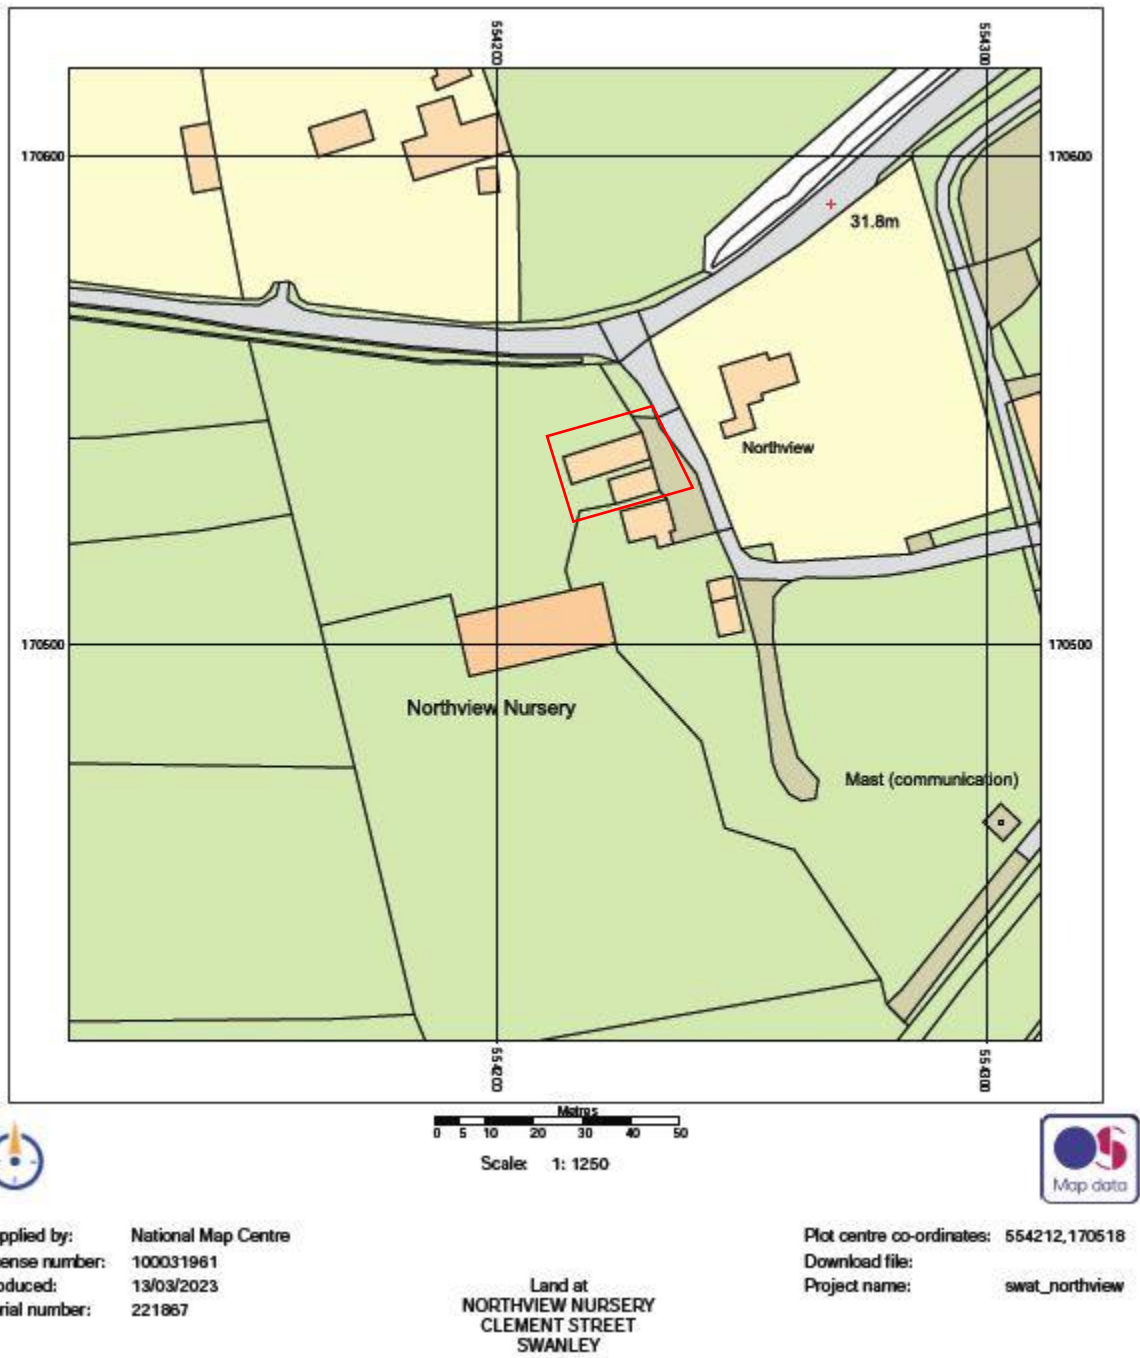 554200
554300
170600
170600
31.8m
Northview
170500
170500
Northview Nursery
Mast (communication)
554200
554300
Metres
0 5 10 20 30 40 50
Scale: 1: 1250
OS
Map data
pplied by: National Map Centre
ense number: 100031961
oduced: 13/03/2023
rial number: 221867
Plot centre co-ordinates: 554212,170518
Download file:
Project name: swat_northview
Land at
NORTHVIEW NURSERY
CLEMENT STREET
SWANLEY